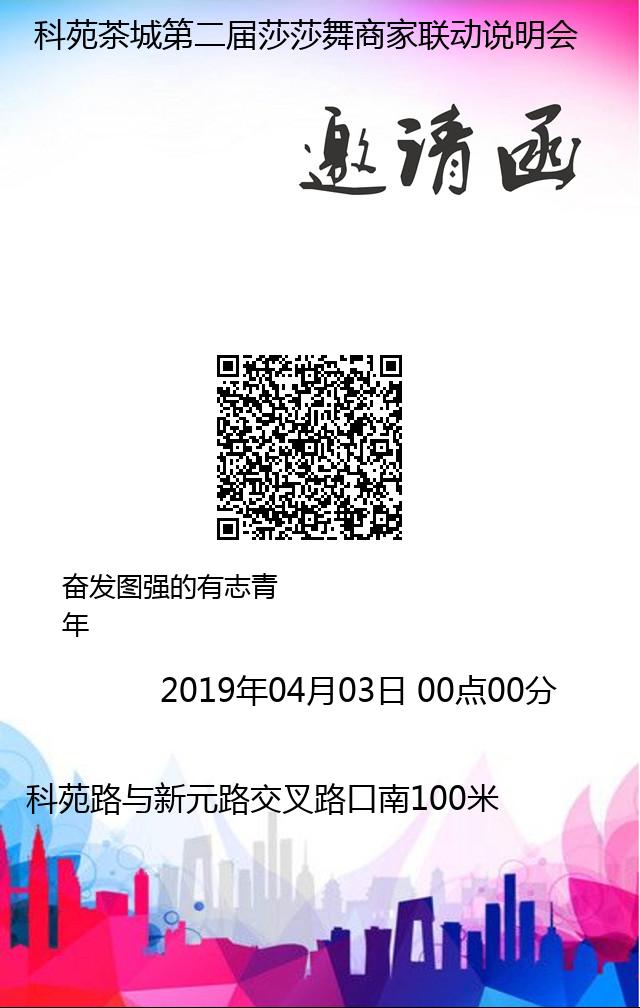 科苑茶城第二届莎莎舞商家联动说明会
邀请函
奋发图强的有志青
年
2019年04月03日 00点00分
科苑路与新元路交叉路口南100米